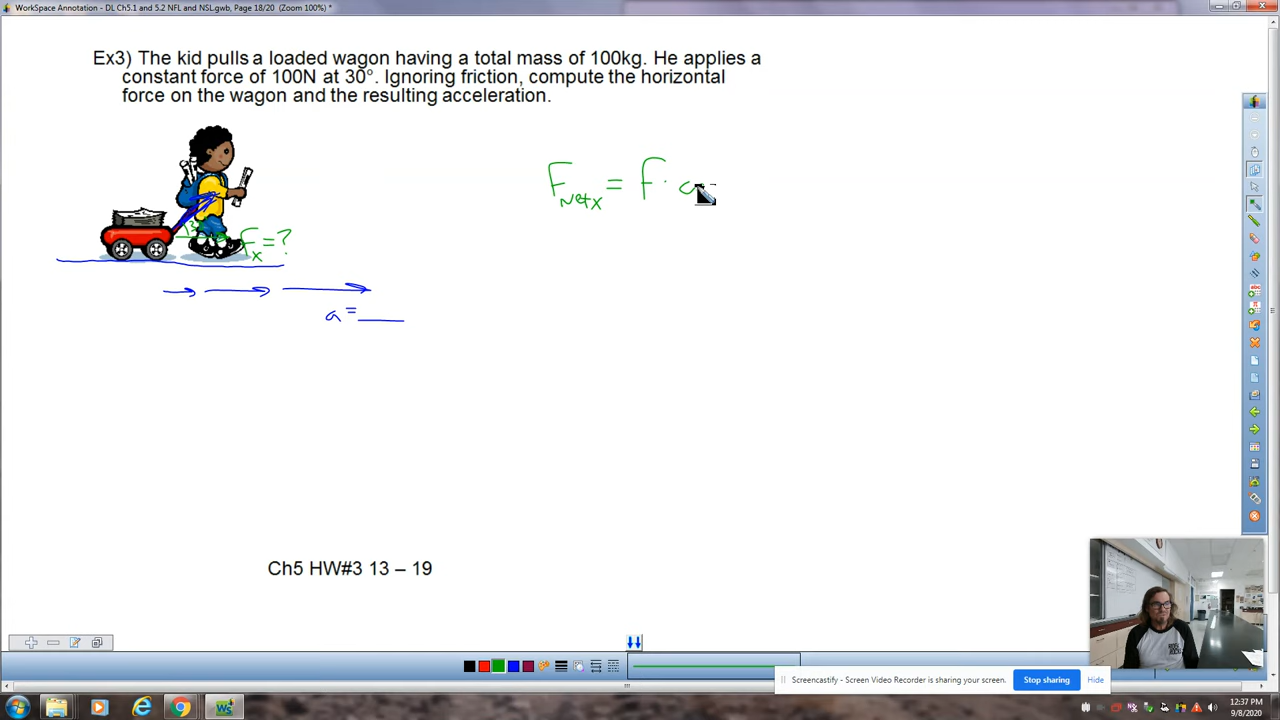 WorkSpace Annotation - DL Ch5.1 and 5.2 NFL and NSL.gwb, Page 18/20 (Zoom 100%) *
Ex3) The kid pulls a loaded wagon having a total mass of 100kg. He applies a
constant force of 100N at 30°. Ignoring friction, compute the horizontal
force on the wagon and the resulting acceleration.
F Net x = F · c
F x = ?
a = ___
Ch5 HW#3 13 – 19
Screencastify - Screen Video Recorder is sharing your screen.
Stop sharing
Hide
12:37 PM
9/8/2020